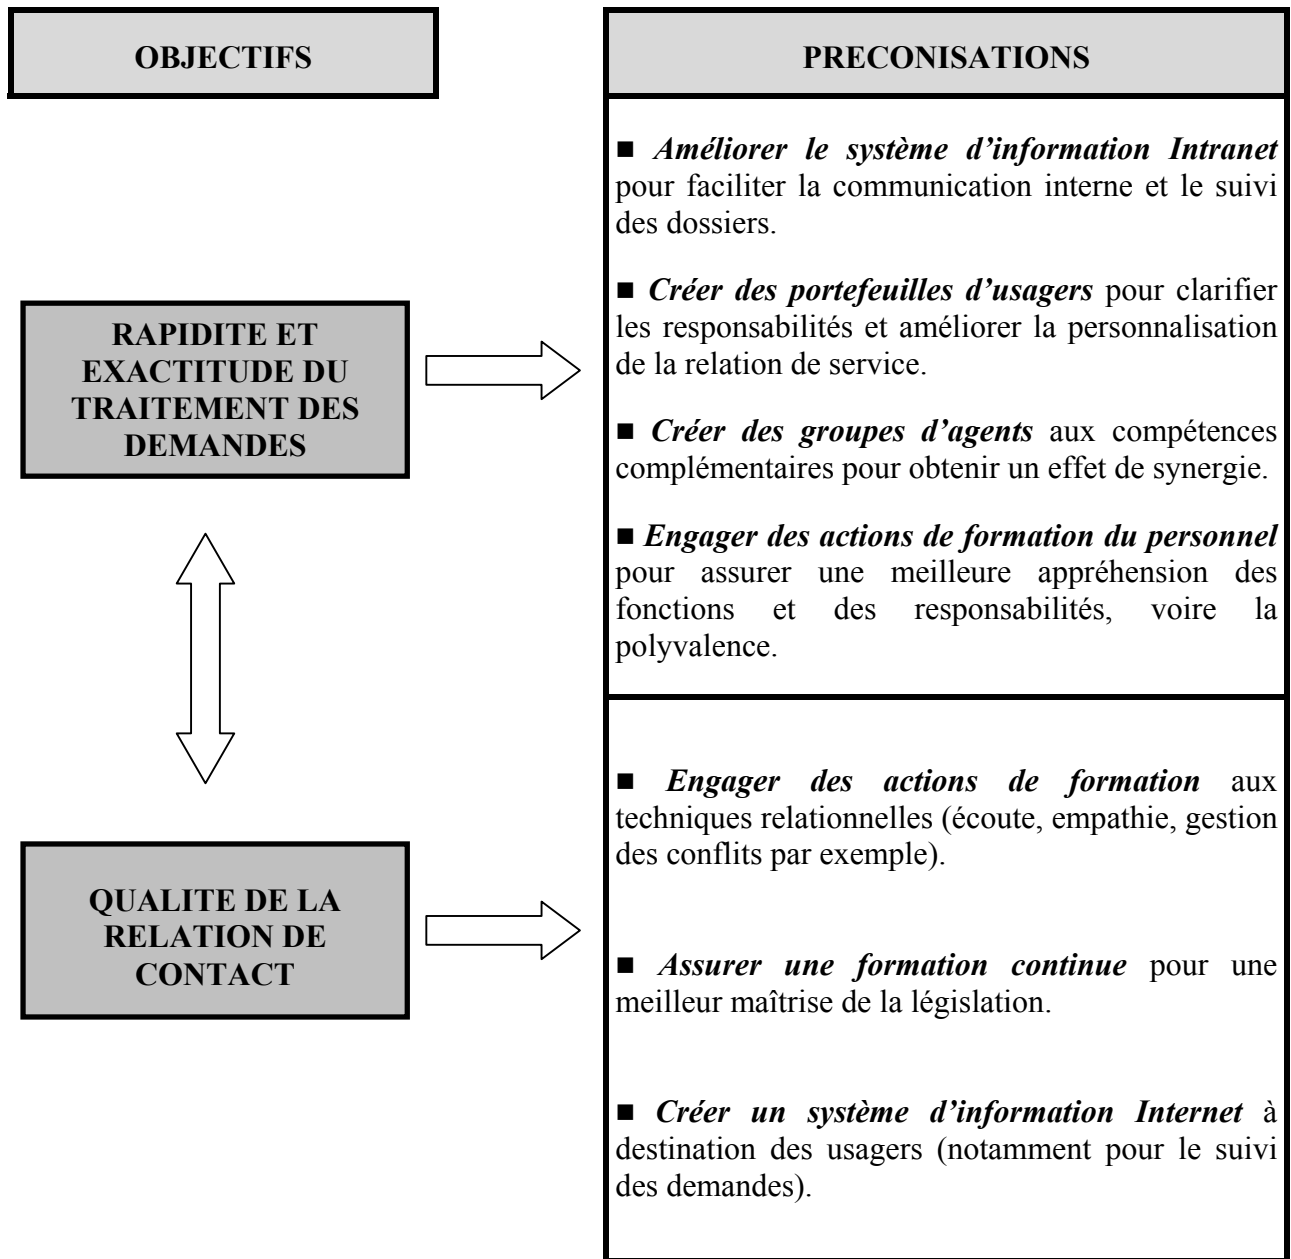 OBJECTIFS
PRECONISATIONS
RAPIDITE ET
EXACTITUDE DU
TRAITEMENT DES
DEMANDES
■ Améliorer le système d’information Intranet
pour faciliter la communication interne et le suivi
des dossiers.
■ Créer des portefeuilles d’usagers pour clarifier
les responsabilités et améliorer la personnalisation
de la relation de service.
■ Créer des groupes d’agents aux compétences
complémentaires pour obtenir un effet de synergie.
■ Engager des actions de formation du personnel
pour assurer une meilleure appréhension des
fonctions et des responsabilités, voire la
polyvalence.
QUALITE DE LA
RELATION DE
CONTACT
■ Engager des actions de formation aux
techniques relationnelles (écoute, empathie, gestion
des conflits par exemple).
■ Assurer une formation continue pour une
meilleur maîtrise de la législation.
■ Créer un système d’information Internet à
destination des usagers (notamment pour le suivi
des demandes).